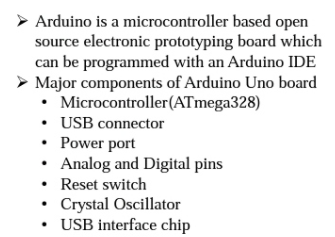 ➢ Arduino is a microcontroller based open
source electronic prototyping board which
can be programmed with an Arduino IDE
➢ Major components of Arduino Uno board
• Microcontroller(ATmega328)
• USB connector
• Power port
• Analog and Digital pins
• Reset switch
• Crystal Oscillator
• USB interface chip